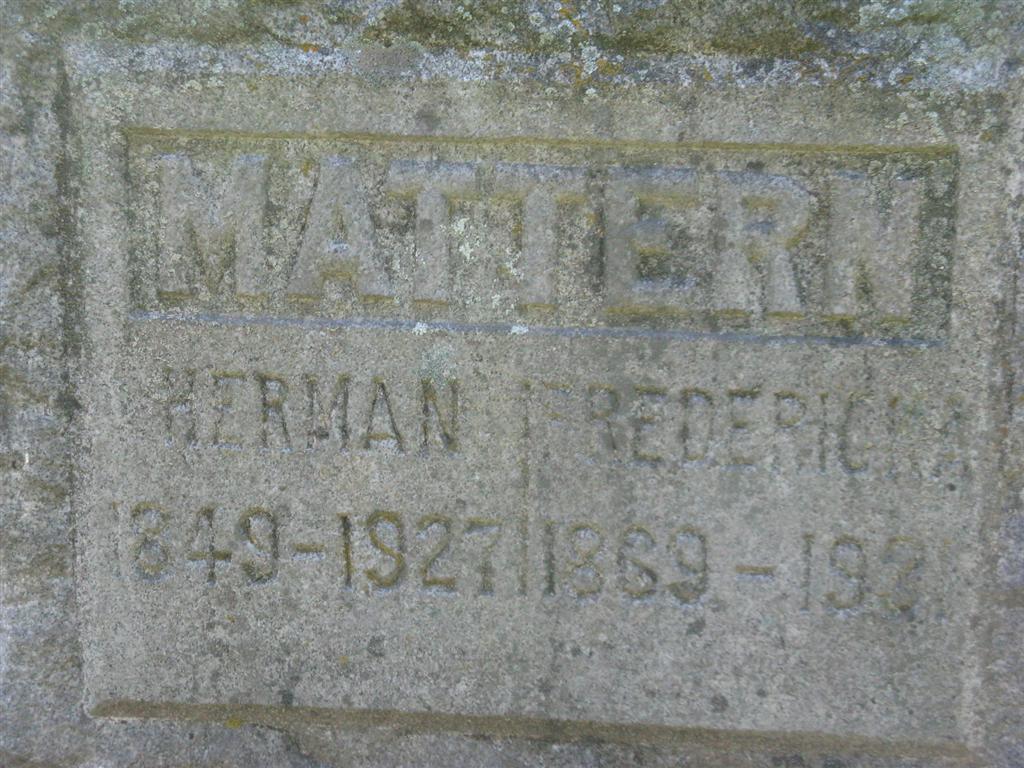 MATTERN
HERMAN FREDERICKA
1849-1927 1869-